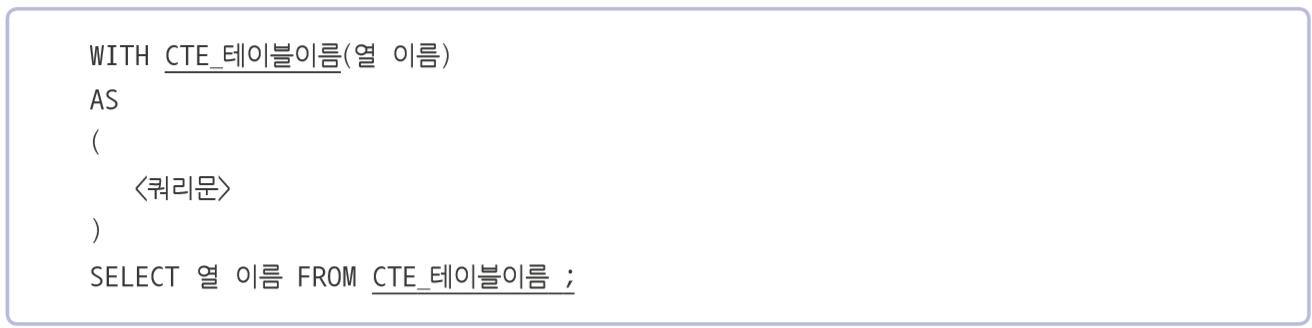 WITH CTE_테이블이름(열 이름)
AS
(
<쿼리문>
)
SELECT 열 이름 FROM CTE_테이블이름 ;